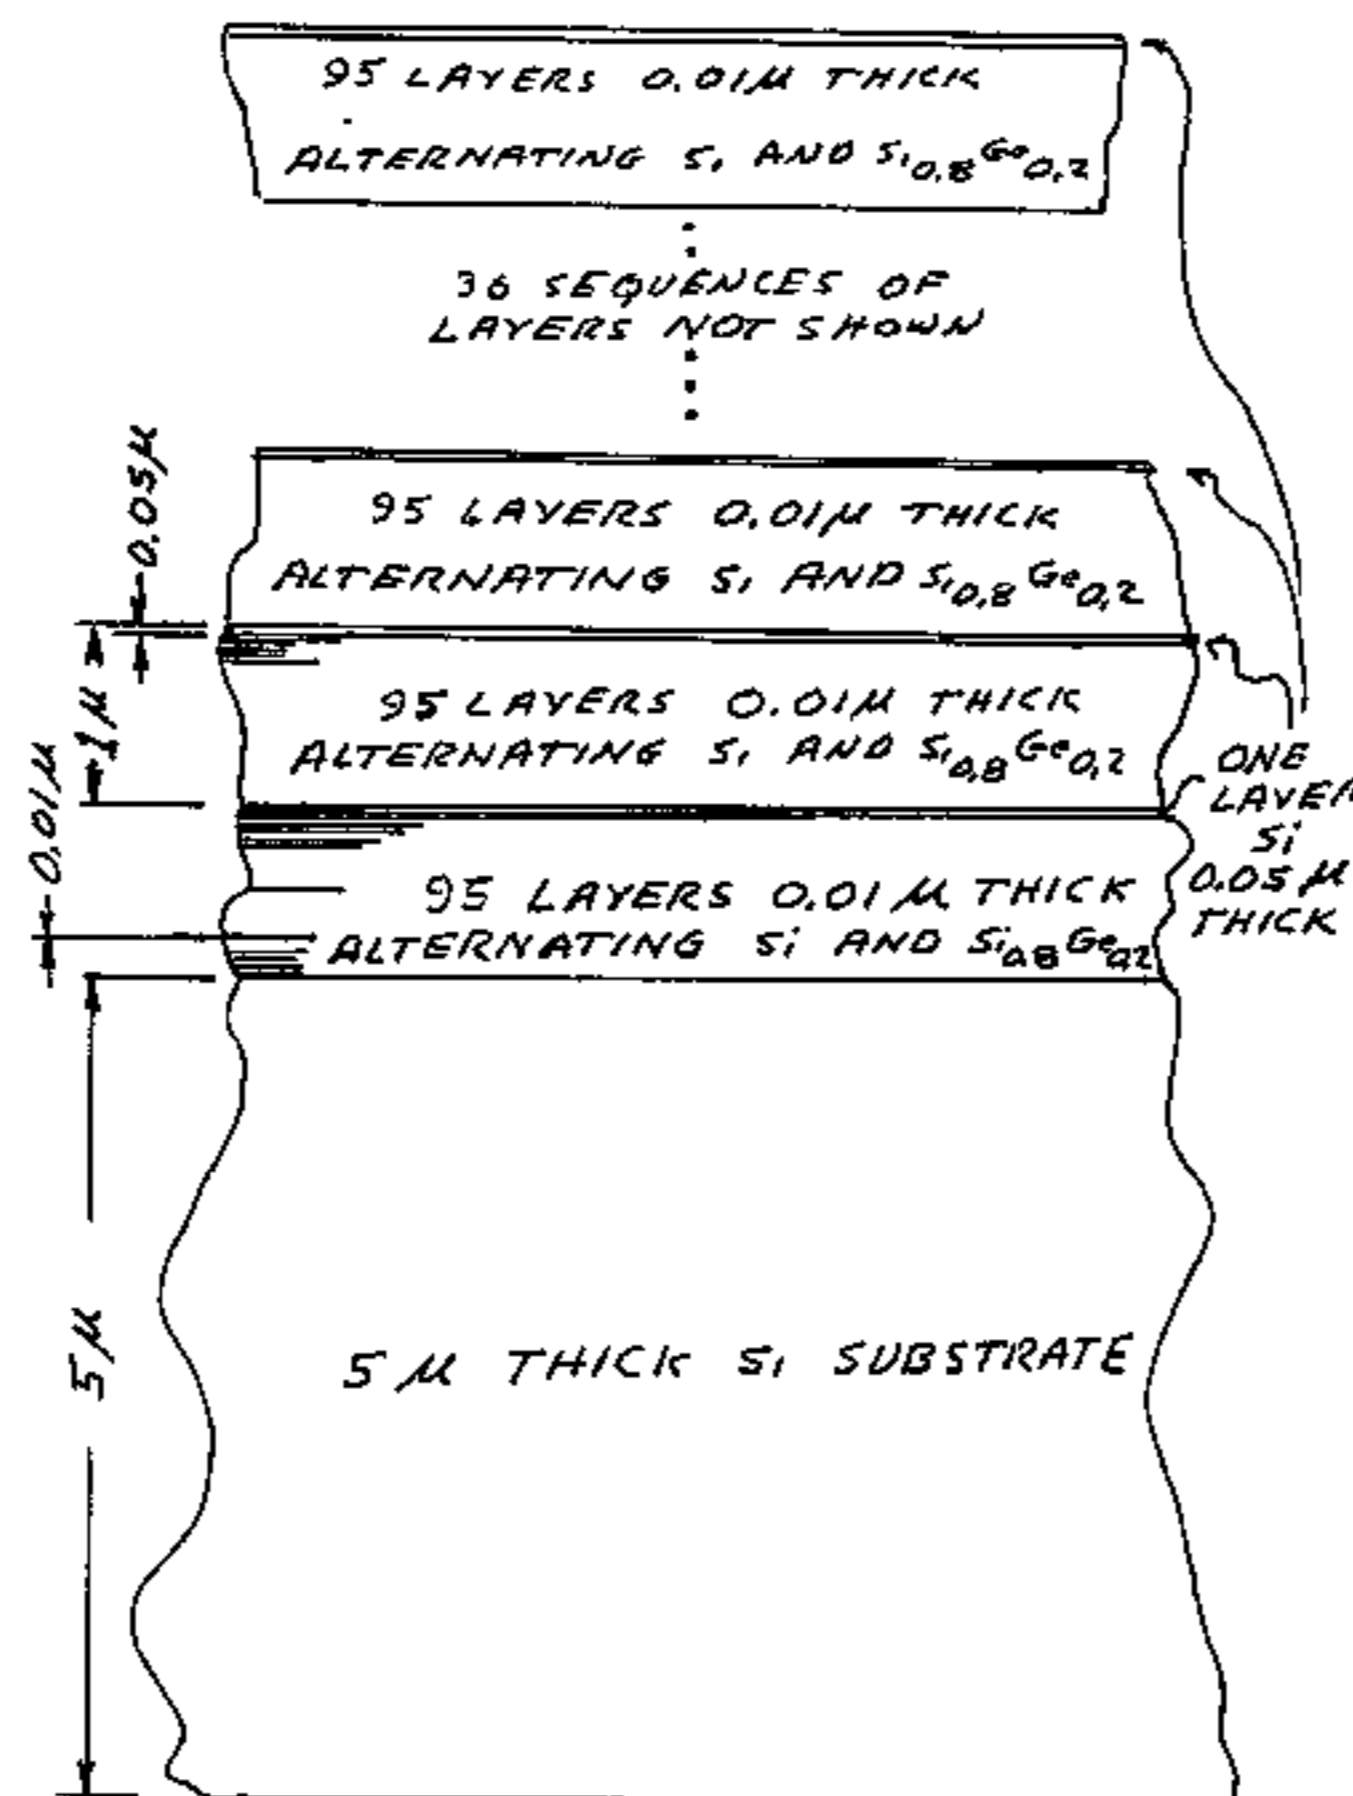 95 LAYERS 0.01μ THICK
ALTERNATING Si AND Si0.8Ge0.2
36 SEQUENCES OF
LAYERS NOT SHOWN
0.05μ
95 LAYERS 0.01μ THICK
ALTERNATING Si AND Si0.8Ge0.2
1μ
95 LAYERS 0.01μ THICK
ALTERNATING Si AND Si0.8Ge0.2
ONE
LAYER
Si
0.05μ
THICK
0.01μ
95 LAYERS 0.01μ THICK
ALTERNATING Si AND Si0.8Ge0.2
5μ
5μ THICK Si SUBSTRATE